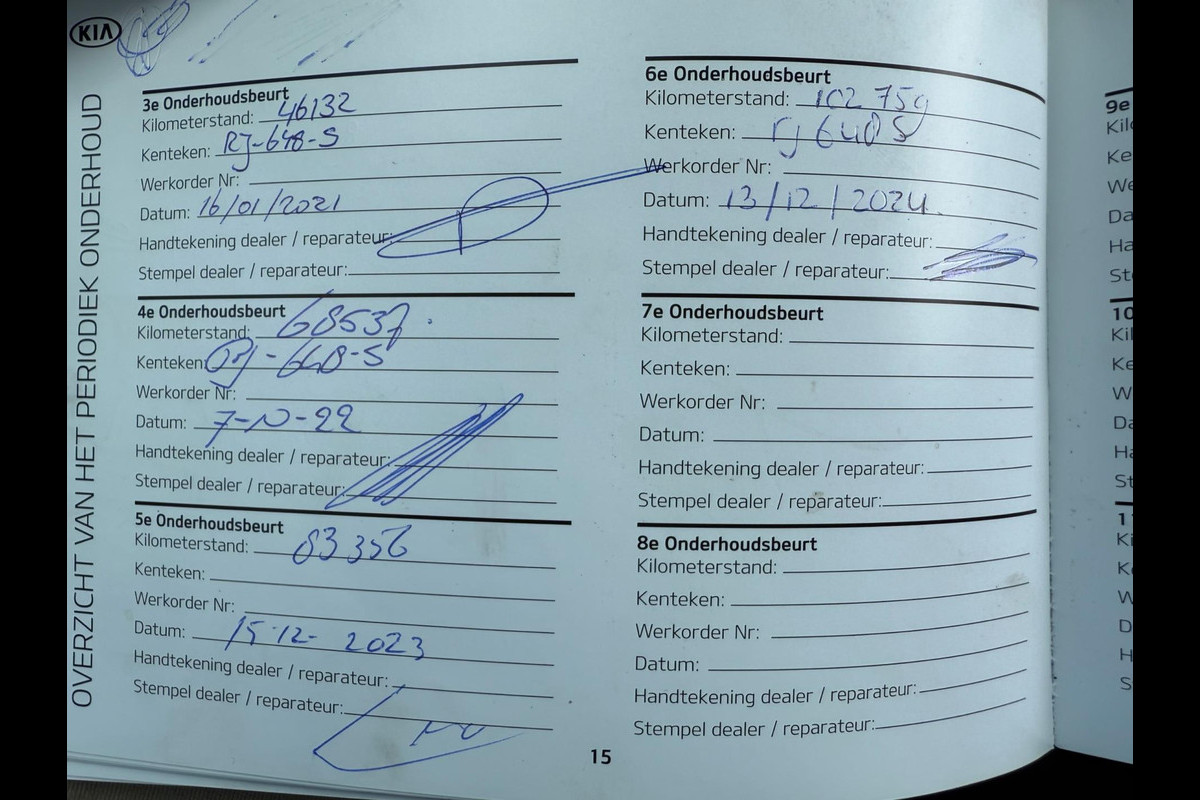 KIA
OVERZICHT VAN HET PERIODIEK ONDERHOUD
3e Onderhoudsbeurt
Kilometerstand: 46132
Kenteken: RJ-648-S
Werkorder Nr:
Datum: 16/01/2021
Handtekening dealer / reparateur:
Stempel dealer / reparateur:
4e Onderhoudsbeurt
Kilometerstand: 68537
Kenteken: RJ-648-S
Werkorder Nr:
Datum: 7-10-22
Handtekening dealer / reparateur:
Stempel dealer / reparateur:
5e Onderhoudsbeurt
Kilometerstand: 83356
Kenteken:
Werkorder Nr:
Datum: 15-12-2023
Handtekening dealer / reparateur:
Stempel dealer / reparateur:
6e Onderhoudsbeurt
Kilometerstand: 102759
Kenteken: rj648S
Werkorder Nr:
Datum: 13/12/2024.
Handtekening dealer / reparateur:
Stempel dealer / reparateur:
7e Onderhoudsbeurt
Kilometerstand:
Kenteken:
Werkorder Nr:
Datum:
Handtekening dealer / reparateur:
Stempel dealer / reparateur:
8e Onderhoudsbeurt
Kilometerstand:
Kenteken:
Werkorder Nr:
Datum:
Handtekening dealer / reparateur:
Stempel dealer / reparateur:
15
9e